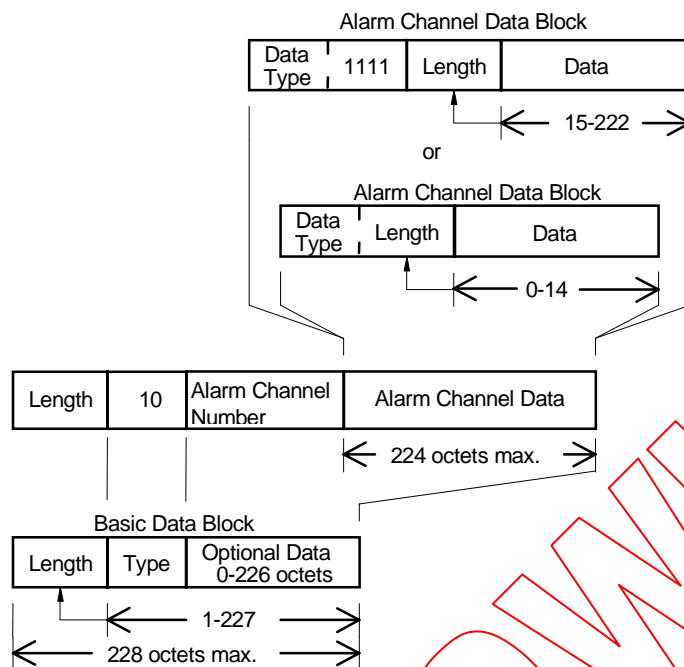 Alarm Channel Data Block
Data Type 1111 Length Data
15-222
or
Alarm Channel Data Block
Data Type Length Data
0-14
Length 10 Alarm Channel Number Alarm Channel Data
224 octets max.
Basic Data Block
Length Type Optional Data 0-226 octets
1-227
228 octets max.